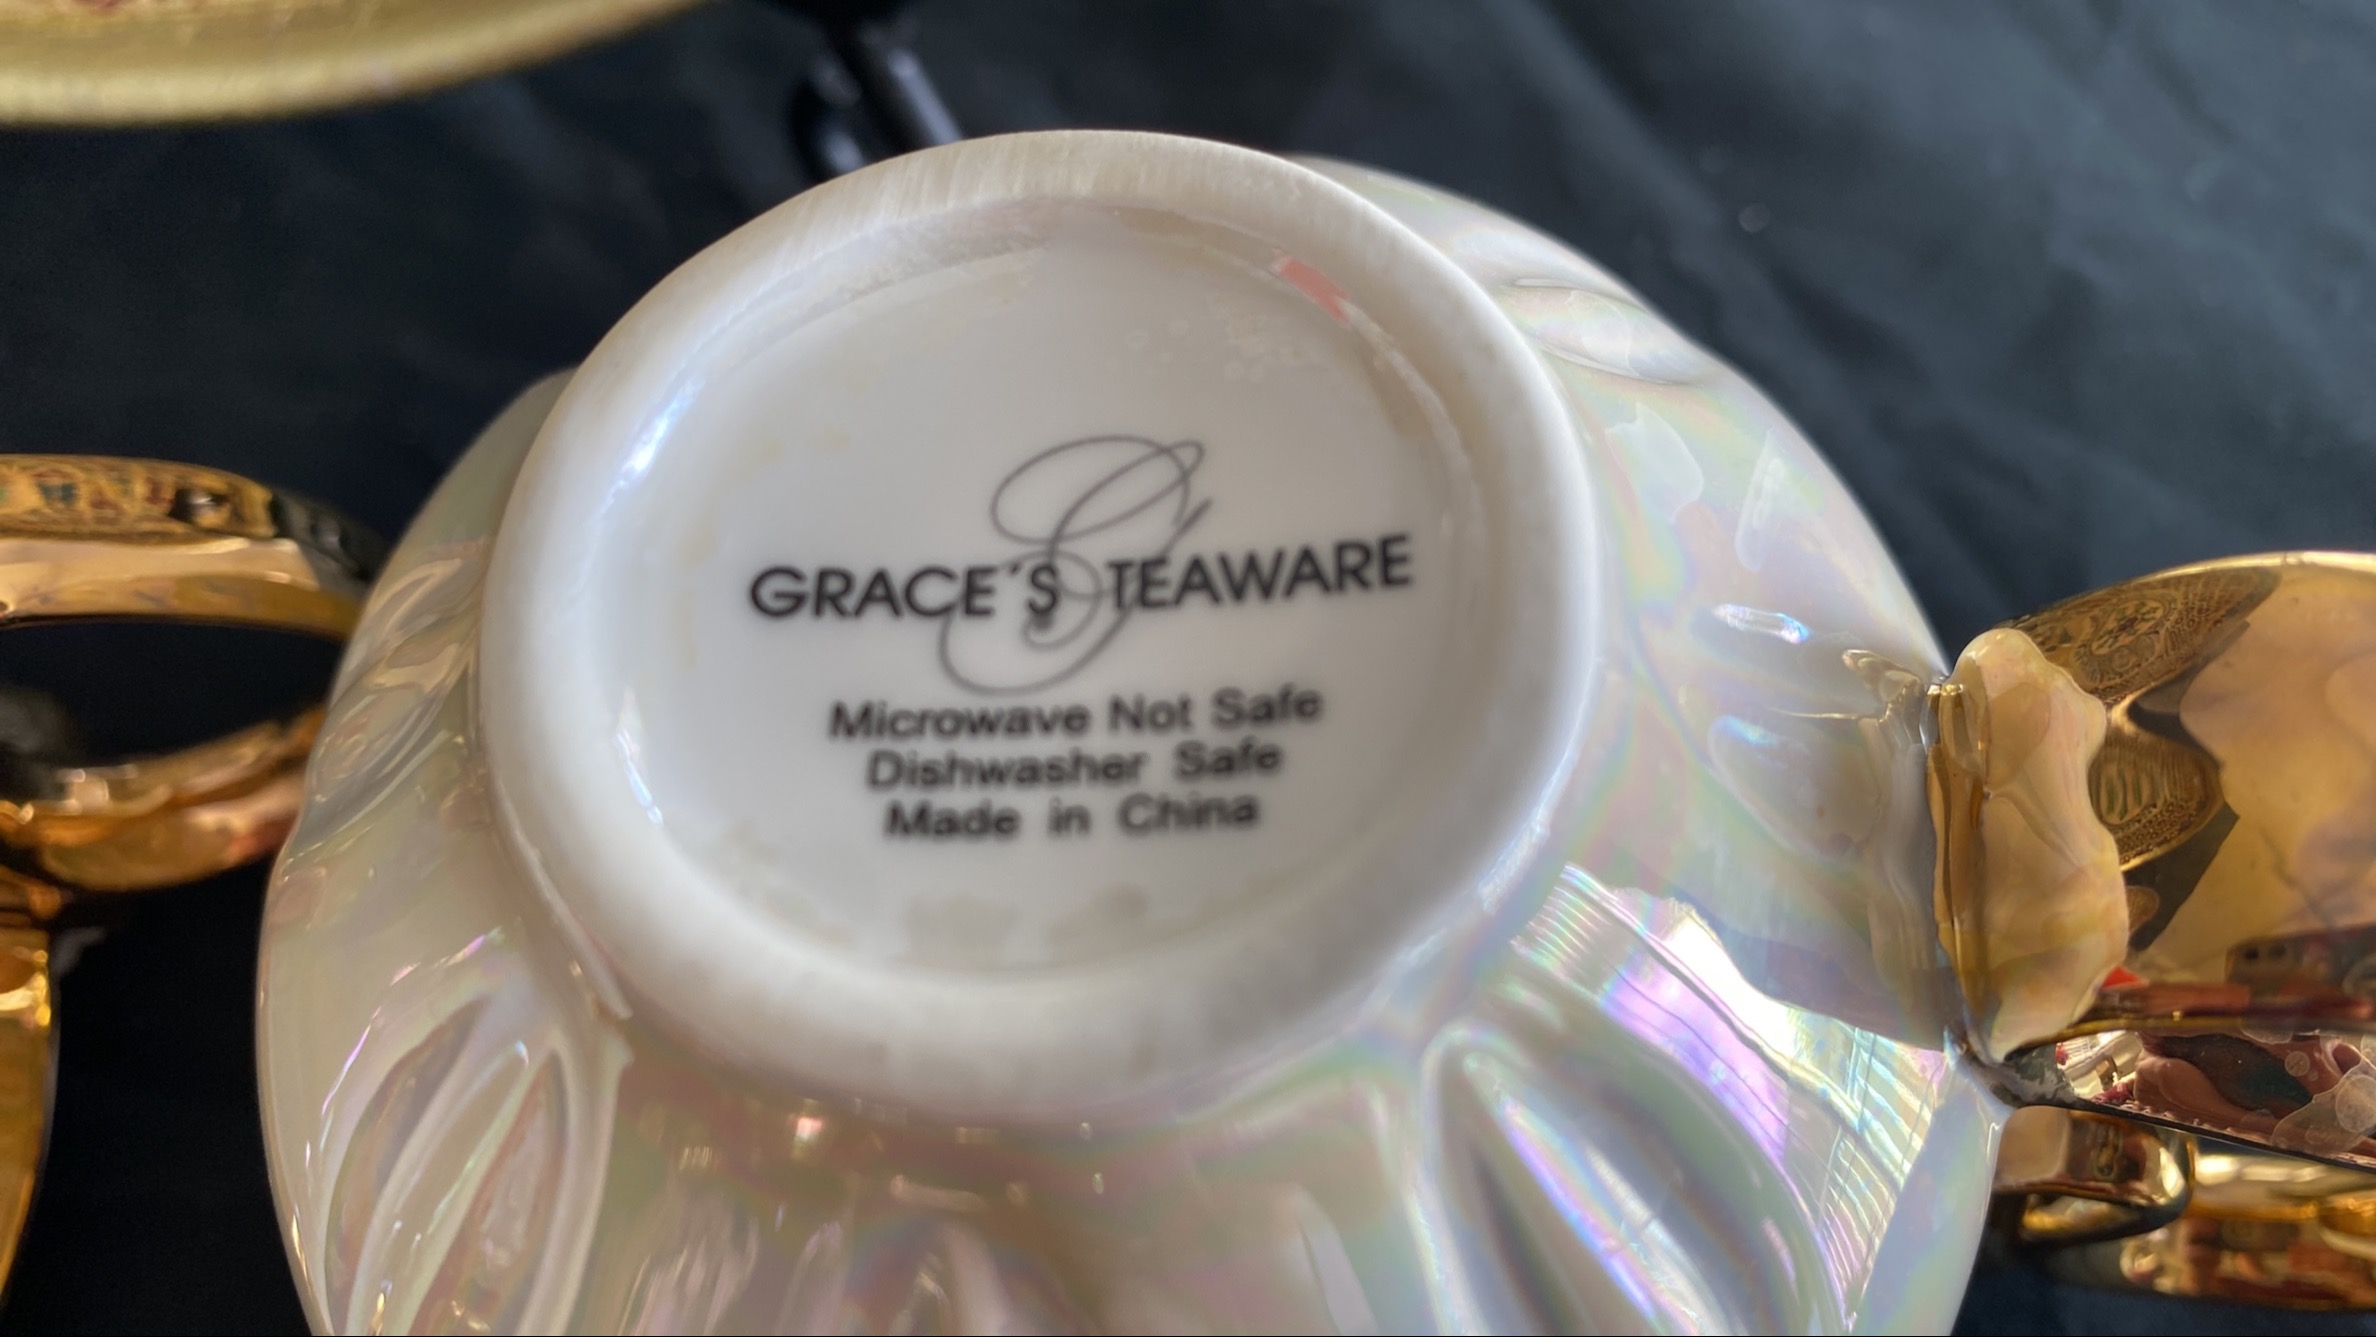 G
GRACE'S TEAWARE
Microwave Not Safe
Dishwasher Safe
Made in China